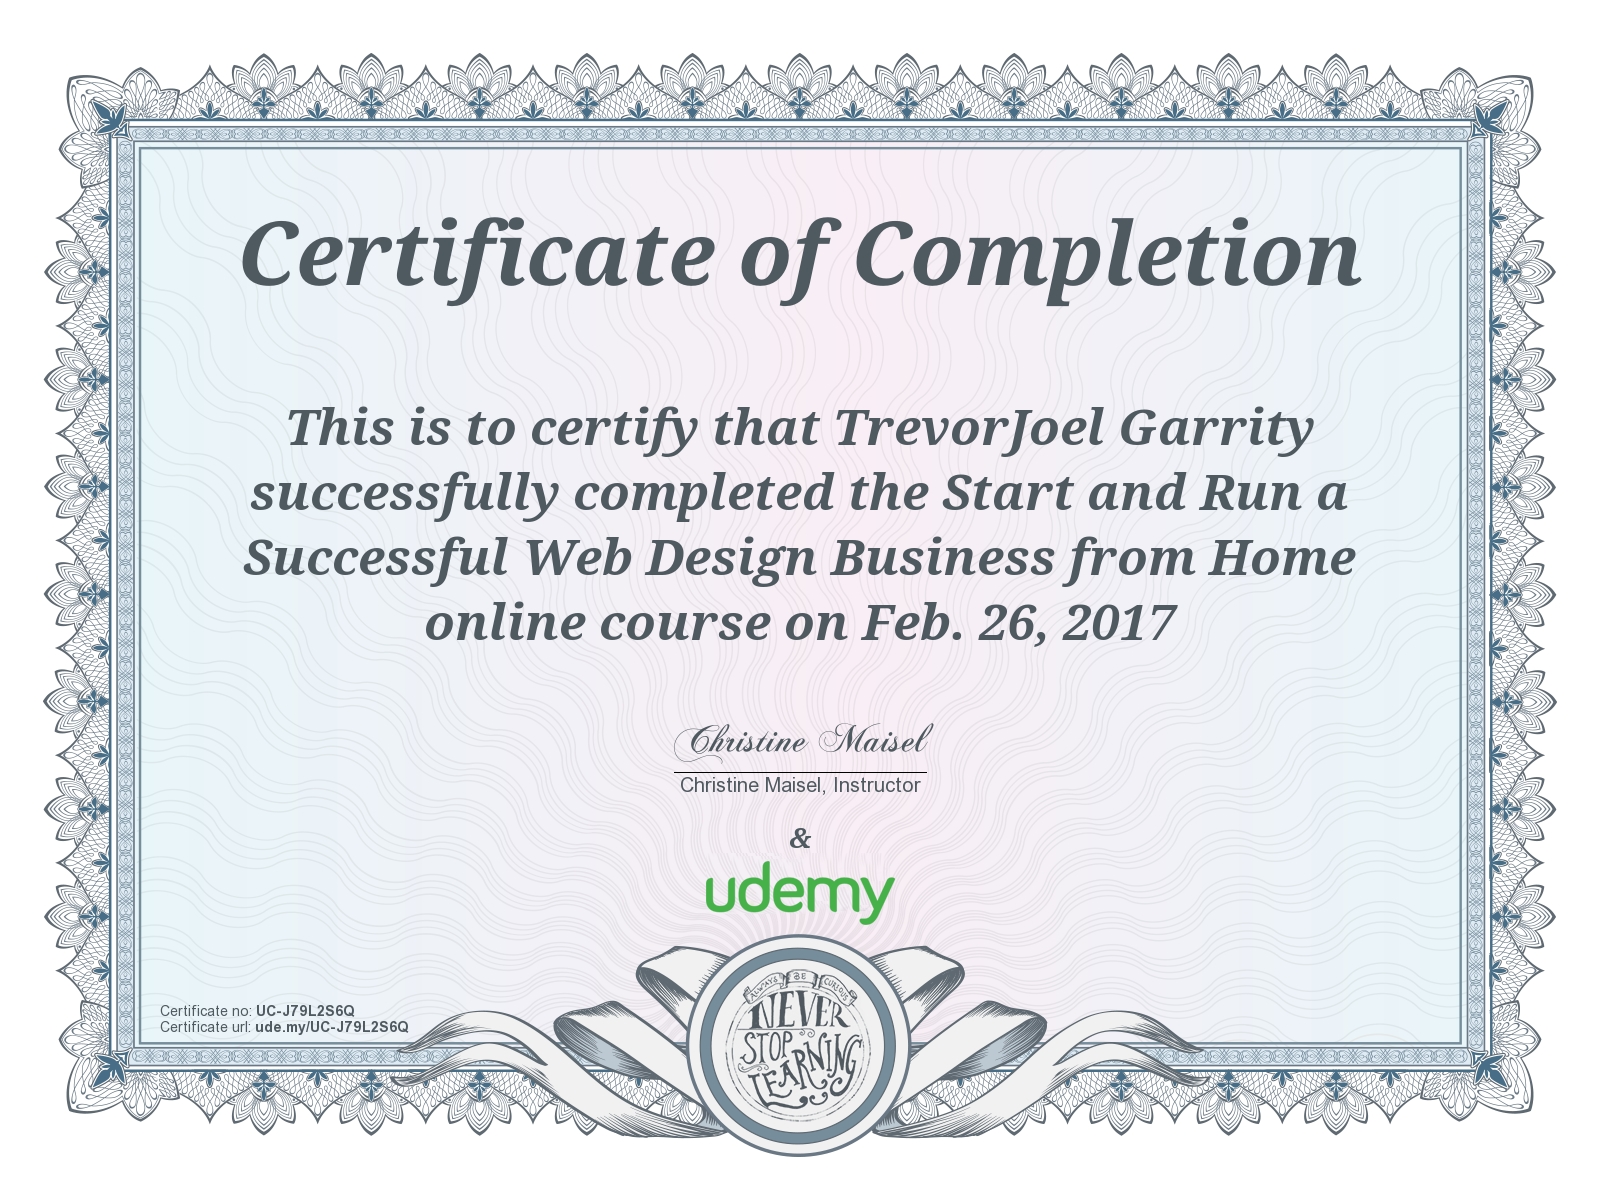 Certificate of Completion
This is to certify that TrevorJoel Garrity
successfully completed the Start and Run a
Successful Web Design Business from Home
online course on Feb. 26, 2017
Christine Maisel
Christine Maisel, Instructor
&
udemy
Certificate no: UC-J79L2S6Q
Certificate url: ude.my/UC-J79L2S6Q
ALWAYS BE CURIOUS
NEVER
STOP
LEARNING